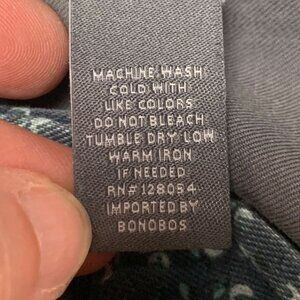 MACHINE WASH
COLD WITH
LIKE COLORS
DO NOT BLEACH
TUMBLE DRY LOW
WARM IRON
IF NEEDED
RN# 128054
IMPORTED BY
BONOBOS